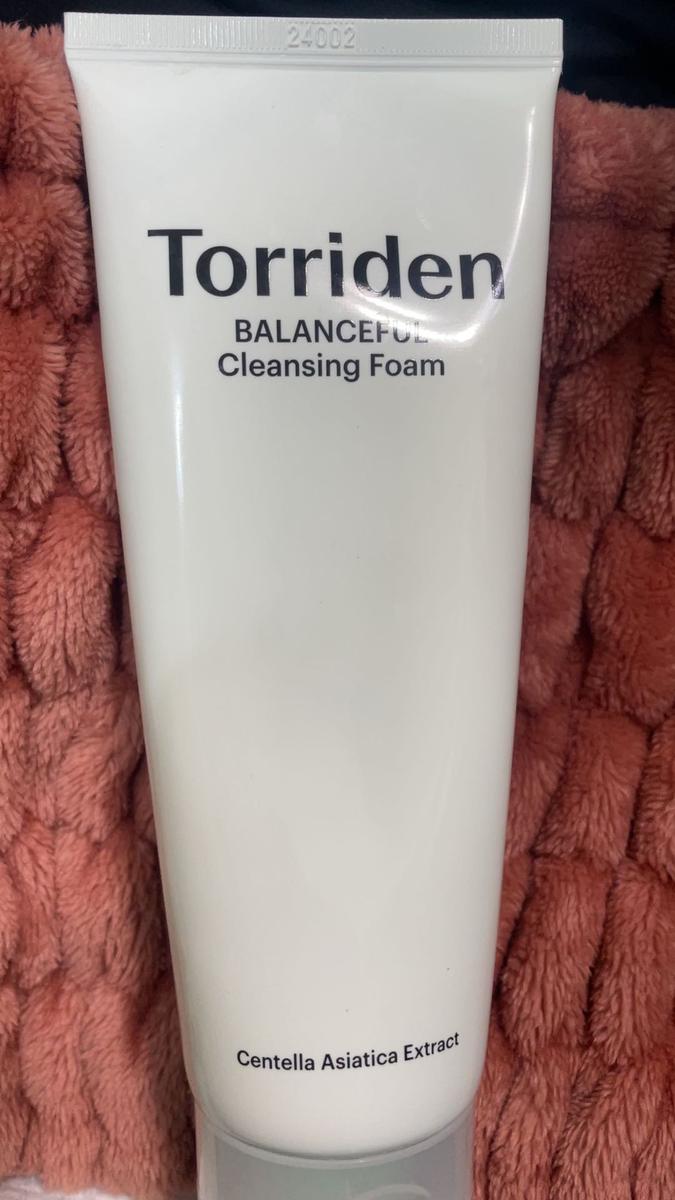 24002
Torriden
BALANCEFUL
Cleansing Foam
Centella Asiatica Extract